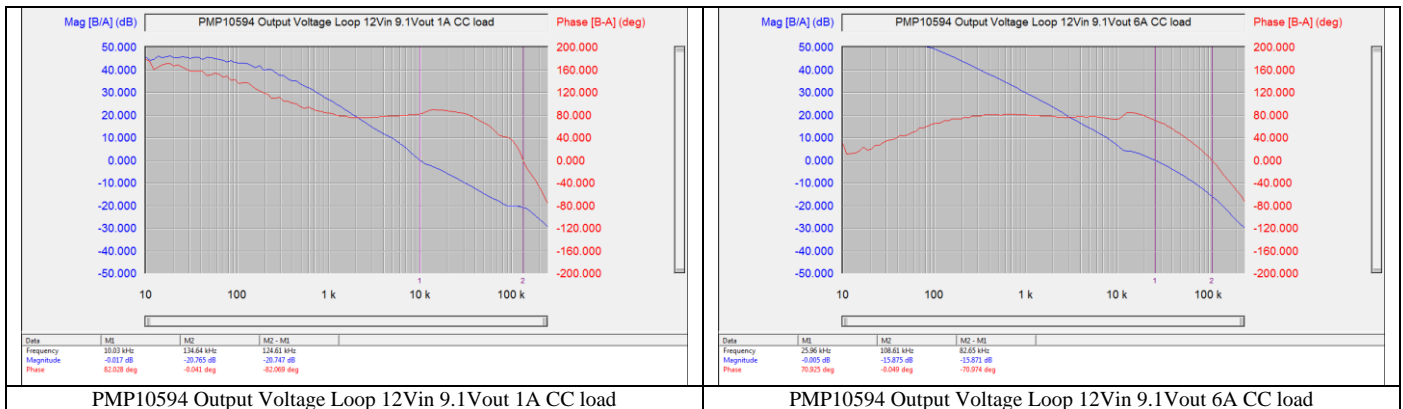 Mag [B/A] (dB)
PMP10594 Output Voltage Loop 12Vin 9.1Vout 1A CC load
Phase [B-A] (deg)
50.000
200.000
40.000
160.000
30.000
120.000
20.000
80.000
10.000
40.000
0.000
0.000
-10.000
-40.000
-20.000
-80.000
-30.000
-120.000
-40.000
-160.000
-50.000
-200.000
1
2
10
100
1 k
10 k
100 k
Data M1 M2 M2 - M1
Frequency 10.03 kHz 134.64 kHz 124.61 kHz
Magnitude -0.017 dB -20.765 dB -20.747 dB
Phase 82.028 deg -0.041 deg -82.069 deg
PMP10594 Output Voltage Loop 12Vin 9.1Vout 1A CC load
Mag [B/A] (dB)
PMP10594 Output Voltage Loop 12Vin 9.1Vout 6A CC load
Phase [B-A] (deg)
50.000
200.000
40.000
160.000
30.000
120.000
20.000
80.000
10.000
40.000
0.000
0.000
-10.000
-40.000
-20.000
-80.000
-30.000
-120.000
-40.000
-160.000
-50.000
-200.000
1
2
10
100
1 k
10 k
100 k
Data M1 M2 M2 - M1
Frequency 25.96 kHz 108.61 kHz 82.65 kHz
Magnitude -0.005 dB -15.875 dB -15.871 dB
Phase 70.925 deg -0.049 deg -70.974 deg
PMP10594 Output Voltage Loop 12Vin 9.1Vout 6A CC load